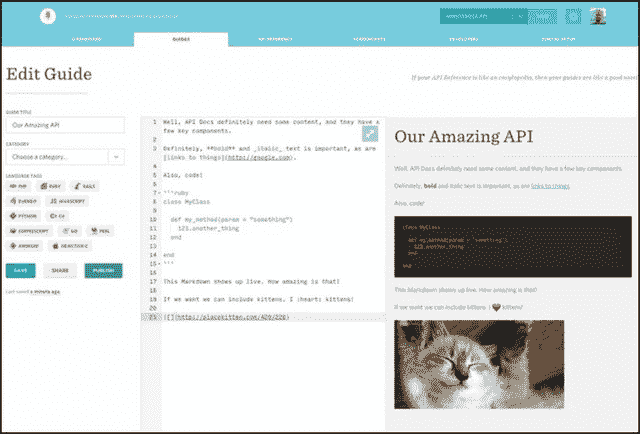 GUIDES
DEVELOPERS
Edit Guide
If your API Reference is like an encylopedia, then your guides are like a good novel
GUIDE TITLE
Our Amazing API
CATEGORY
Choose a category...
LANGUAGE TAGS
PHP RUBY RAILS
JAVASCRIPT
PYTHON C#
COFFEESCRIPT GO PERL
ANDROID OBJECTIVE-C
SAVE SHARE PUBLISH
Last saved a minute ago.
1 Well, API Docs definitely need some content, and they have a
few key components.
2
3 Definitely, **bold** and _italic_ text is important, as are
[links to things](http://google.com).
4
5 Also, code!
6
7 ```ruby
8 class MyClass
9
10 def my_method(param = "something")
11 123.another_thing
12 end
13
14 end
15 ```
16
17 This Markdown shows up live. How amazing is that!
18
19 If we want we can include kittens. I :heart: kittens!
20
21 ![](http://placekitten.com/420/220)
Our Amazing API
Well, API Docs definitely need some content, and they have a few key components.
Definitely, bold and italic text is important, as are links to things.
Also, code!
class MyClass
def my_method(param = "something")
123.another_thing
end
end
This Markdown shows up live. How amazing is that!
If we want we can include kittens. I kittens!